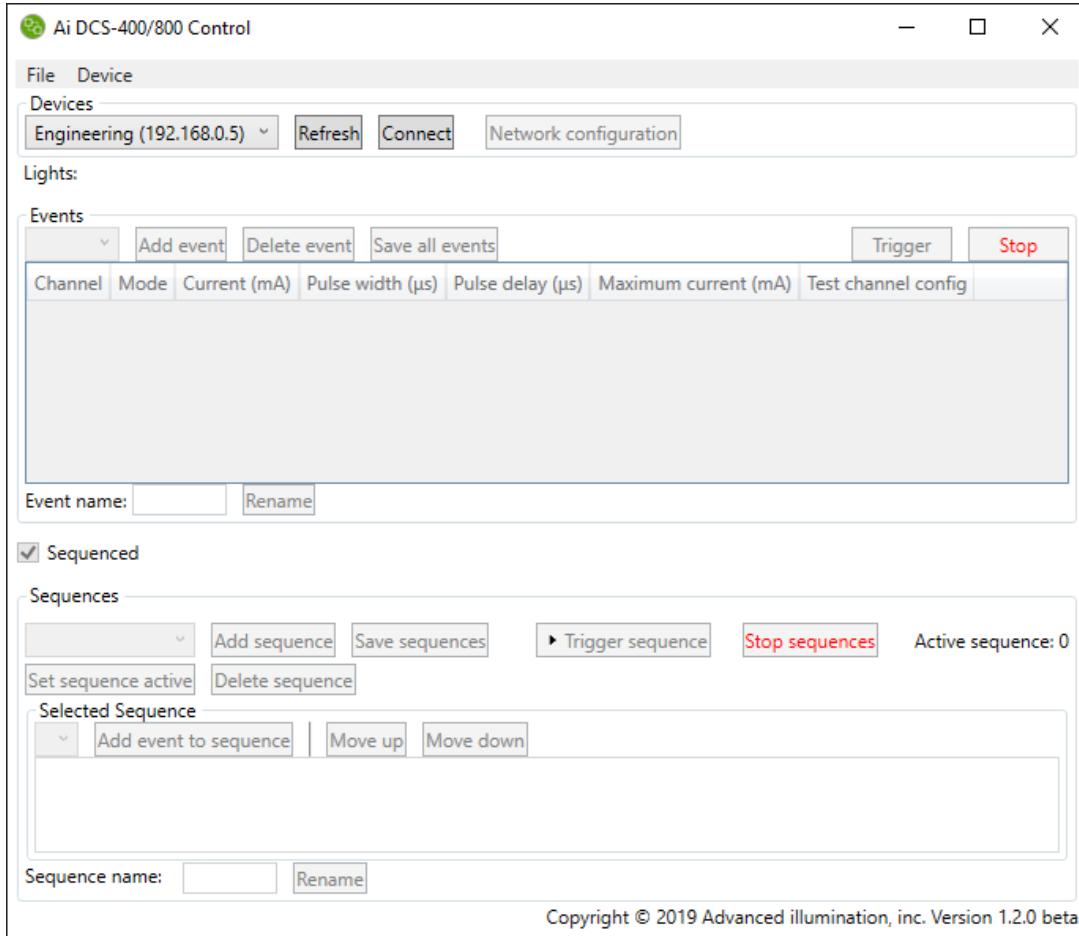 Ai DCS-400/800 Control
File Device
Devices
Engineering (192.168.0.5) Refresh Connect Network configuration
Lights:
Events
Add event Delete event Save all events Trigger Stop
Channel Mode Current (mA) Pulse width (µs) Pulse delay (µs) Maximum current (mA) Test channel config
Event name: Rename
Sequenced
Sequences
Add sequence Save sequences Trigger sequence Stop sequences Active sequence: 0
Set sequence active Delete sequence
Selected Sequence
Add event to sequence Move up Move down
Sequence name: Rename
Copyright © 2019 Advanced illumination, inc. Version 1.2.0 beta